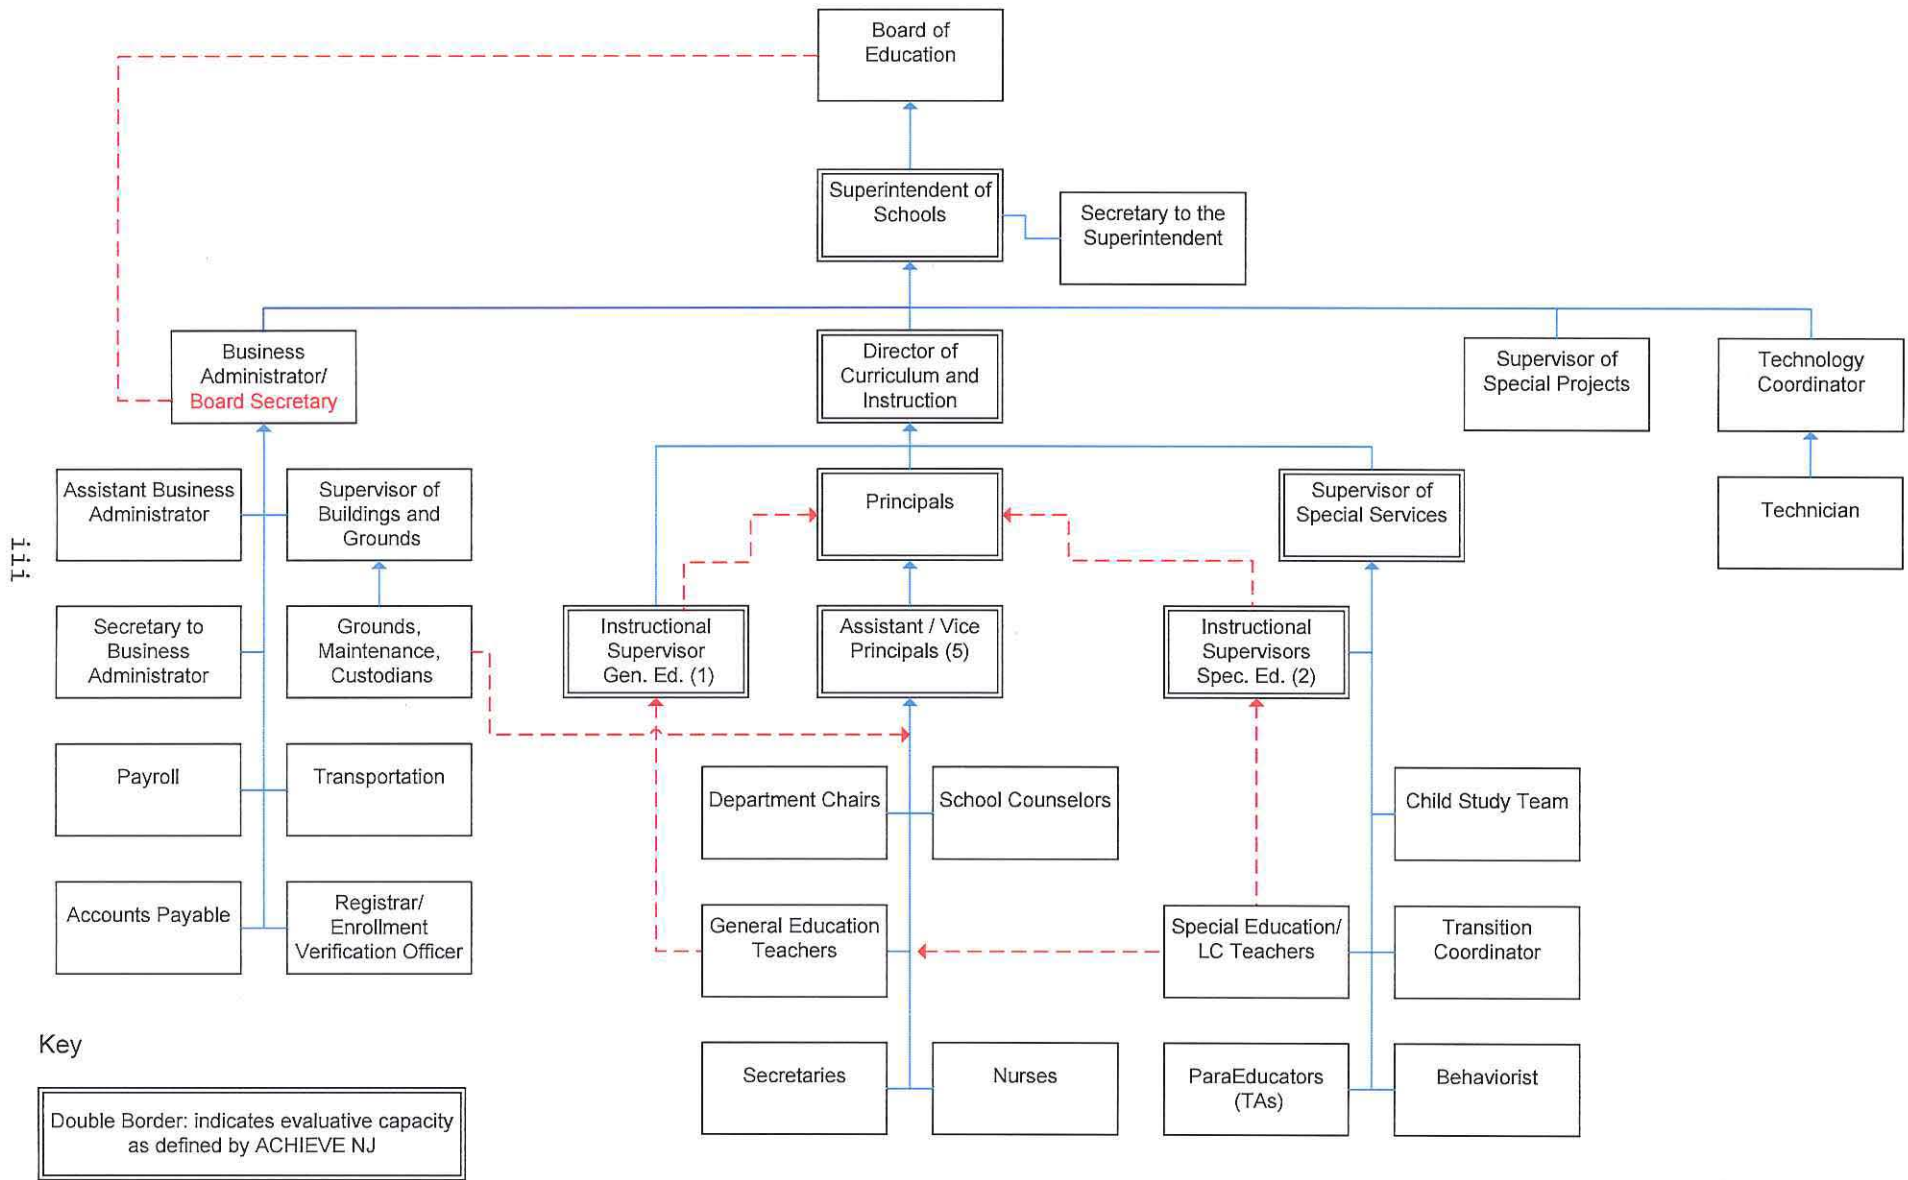 Board of
Education
Superintendent of
Schools
Secretary to the
Superintendent
Business
Administrator/
Board Secretary
Director of
Curriculum and
Instruction
Supervisor of
Special Projects
Technology
Coordinator
Assistant Business
Administrator
Supervisor of
Buildings and
Grounds
Principals
Supervisor of
Special Services
Technician
iii
Secretary to
Business
Administrator
Grounds,
Maintenance,
Custodians
Instructional
Supervisor
Gen. Ed. (1)
Assistant / Vice
Principals (5)
Instructional
Supervisors
Spec. Ed. (2)
Payroll
Transportation
Department Chairs
School Counselors
Child Study Team
Accounts Payable
Registrar/
Enrollment
Verification Officer
General Education
Teachers
Special Education/
LC Teachers
Transition
Coordinator
Secretaries
Nurses
ParaEducators
(TAs)
Behaviorist
Key
Double Border: indicates evaluative capacity
as defined by ACHIEVE NJ